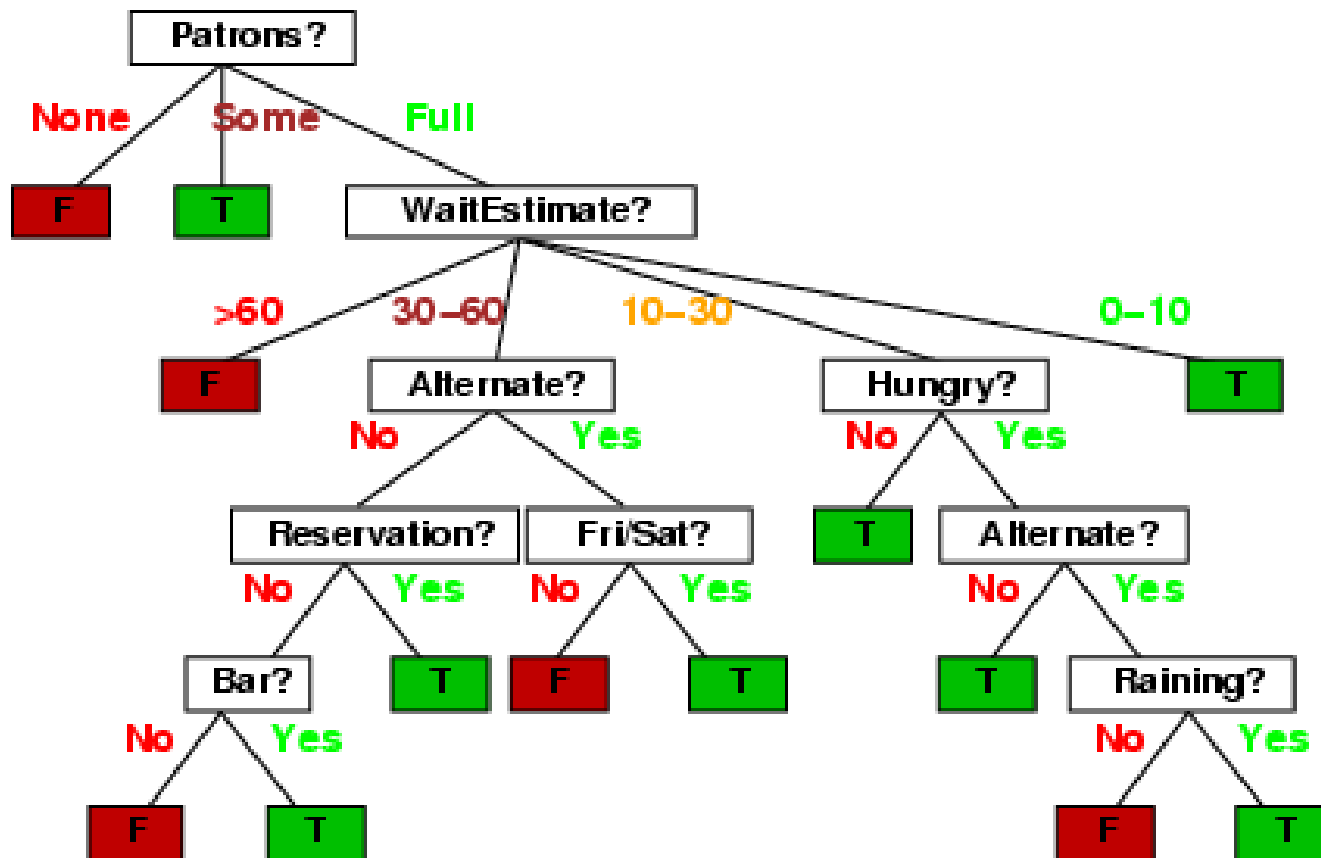 Patrons?
None Some Full
F T WaitEstimate?
>60 30-60 10-30 0-10
F Alternate? Hungry? T
No Yes No Yes
Reservation? Fri/Sat? T Alternate?
No Yes No Yes No Yes
Bar? T F T T Raining?
No Yes No Yes
F T F T